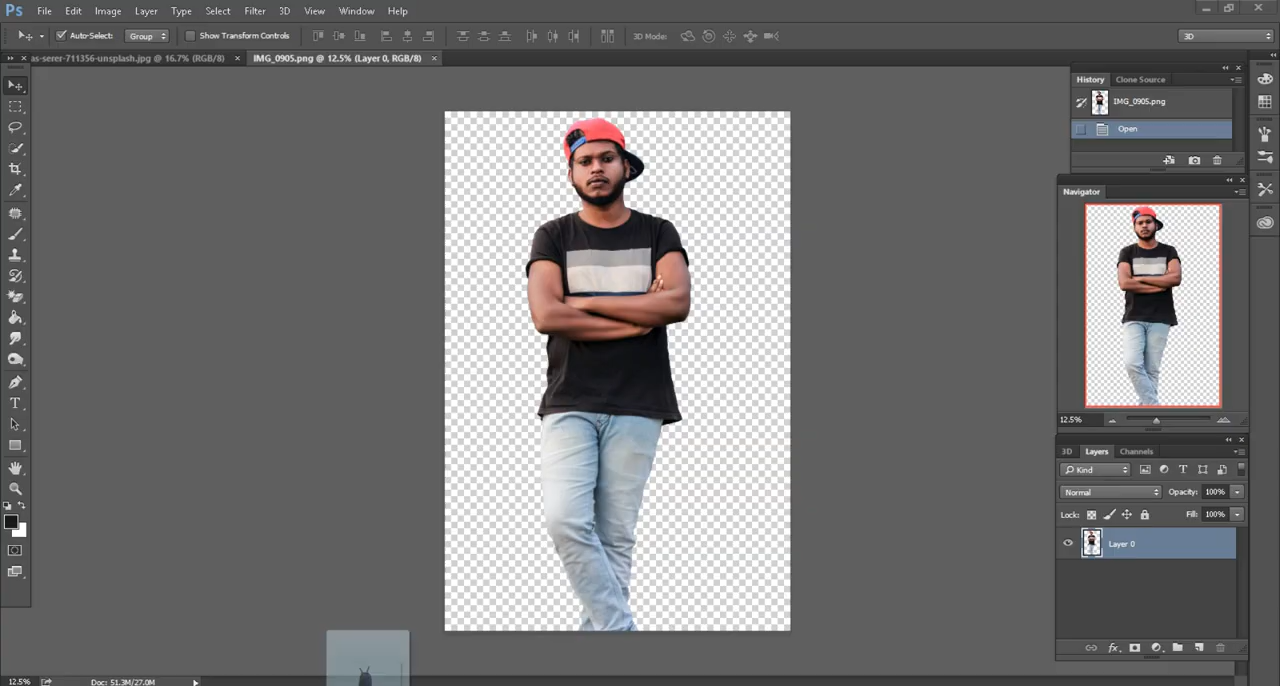 Ps File Edit Image Layer Type Select Filter 3D View Window Help
Auto-Select: Group Show Transform Controls 3D Mode: 3D
as-serer-711356-unsplash.jpg @ 16.7% (RGB/8) × IMG_0905.png @ 12.5% (Layer 0, RGB/8) ×
History Clone Source
IMG_0905.png
Open
Navigator
12.5%
3D Layers Channels
Kind
Normal Opacity: 100%
Lock: Fill: 100%
Layer 0
12.5% Doc: 51.3M/27.0M